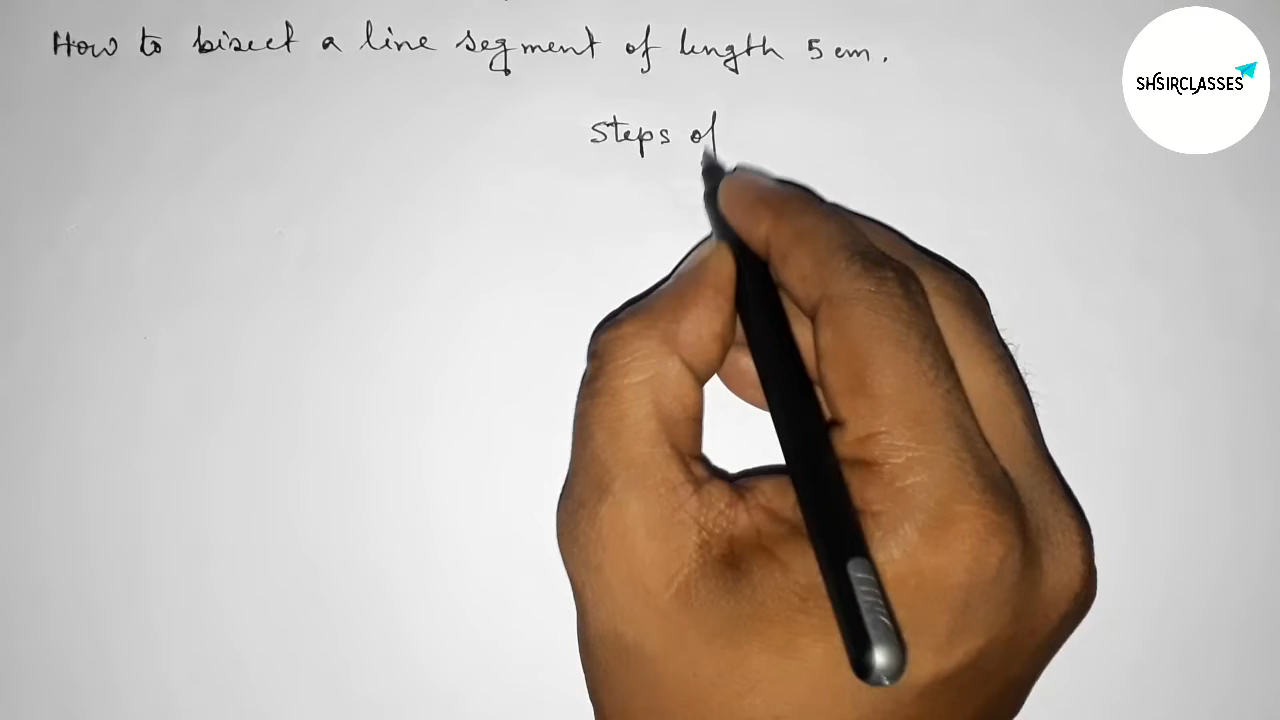 How to bisect a line segment of length 5 cm.
SHSIRCLASSES
Steps of